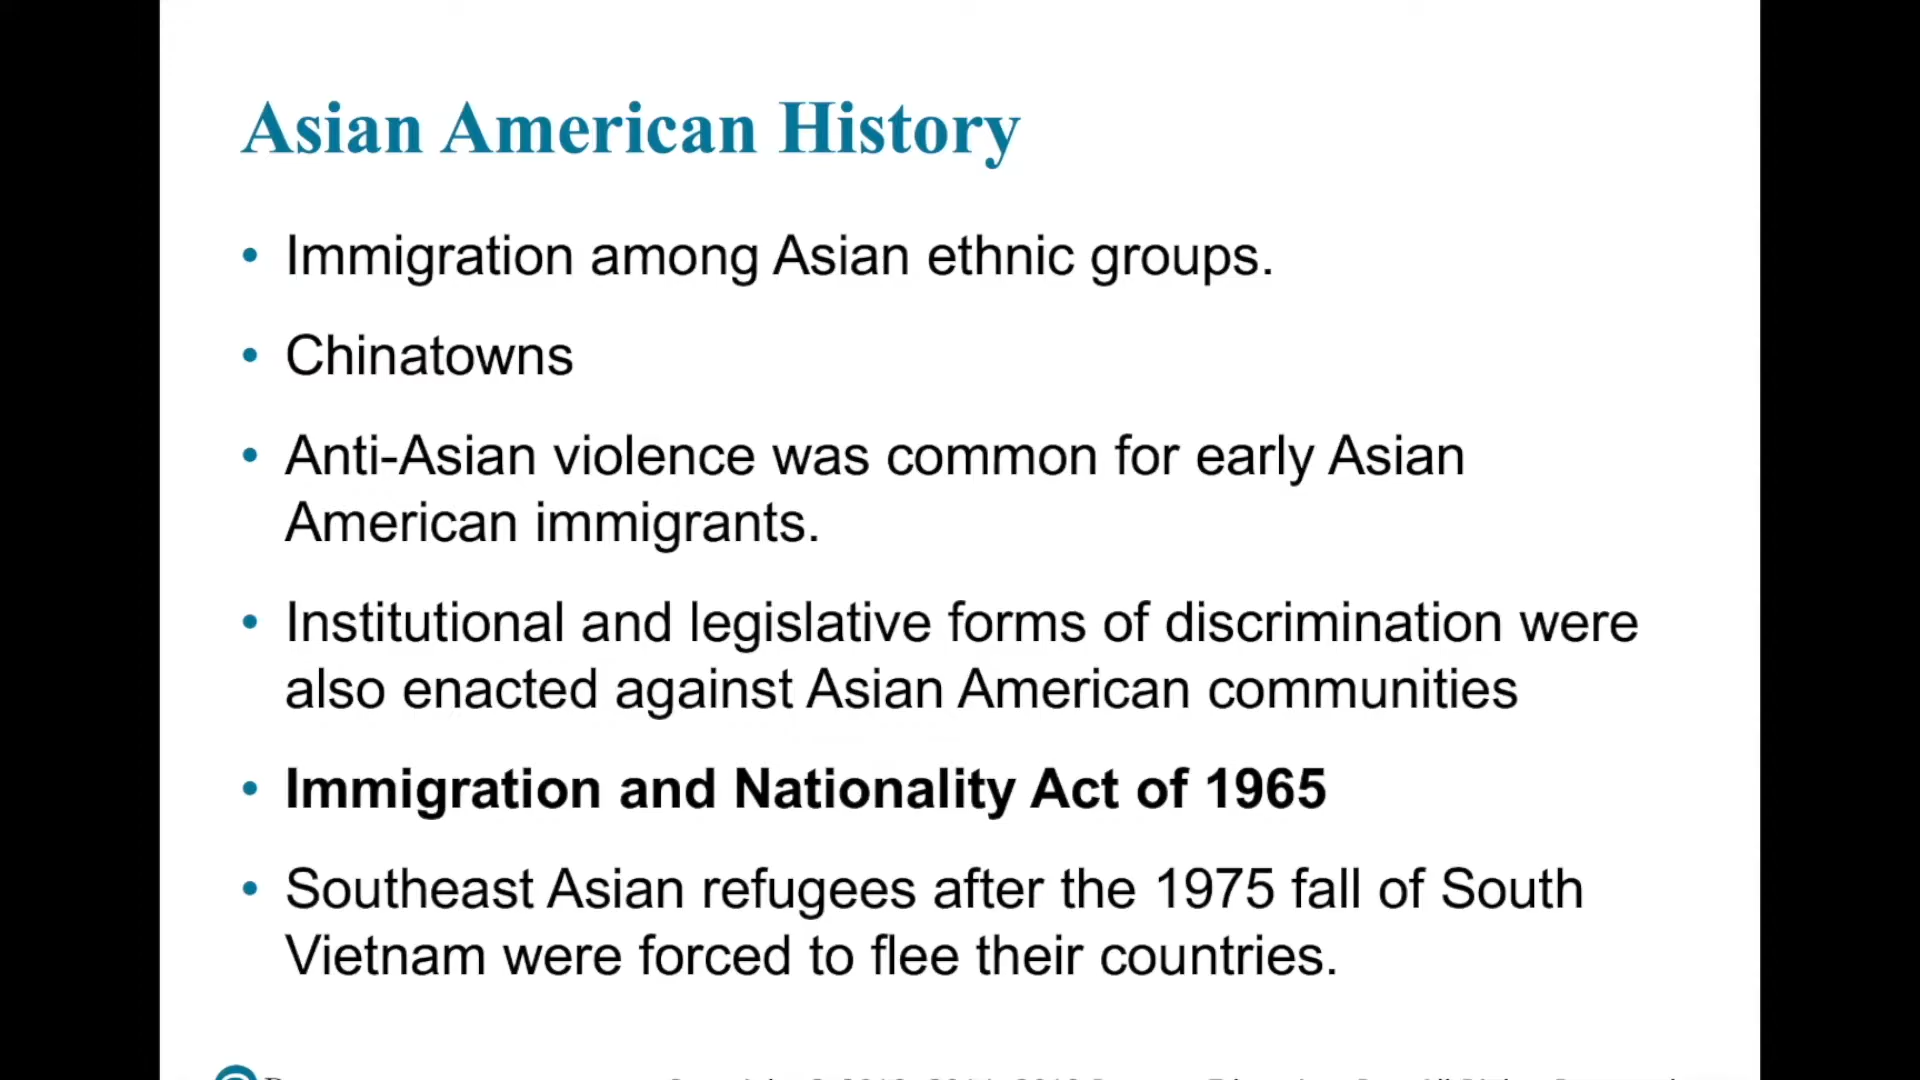 Asian American History
• Immigration among Asian ethnic groups.
• Chinatowns
• Anti-Asian violence was common for early Asian
American immigrants.
• Institutional and legislative forms of discrimination were
also enacted against Asian American communities
• Immigration and Nationality Act of 1965
• Southeast Asian refugees after the 1975 fall of South
Vietnam were forced to flee their countries.